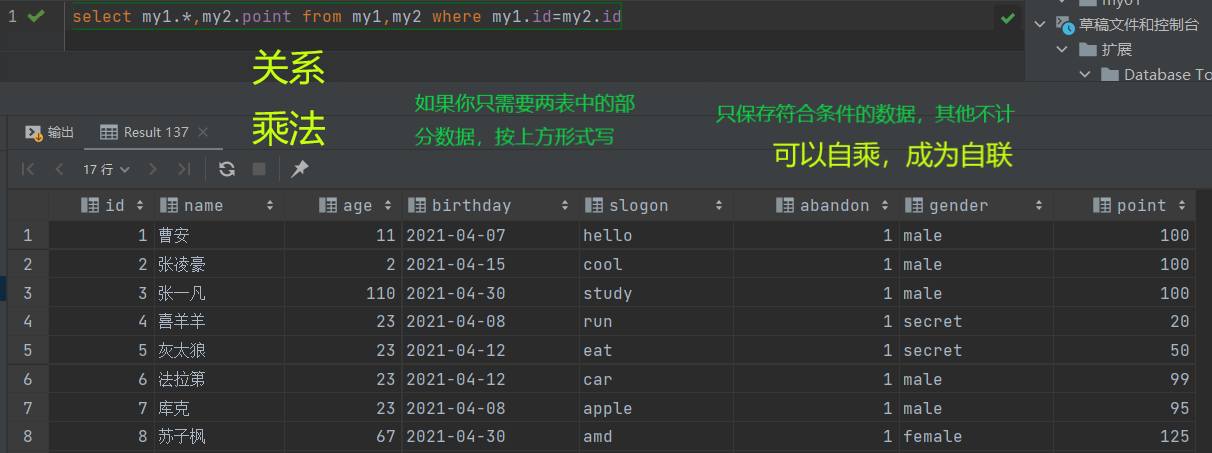 1 select my1.*,my2.point from my1,my2 where my1.id=my2.id
my01
草稿文件和控制台
扩展
Database To
关系
乘法
如果你只需要两表中的部
分数据，按上方形式写
只保存符合条件的数据，其他不计
可以自乘，成为自联
输出 Result 137
17 行
id name age birthday slogon abandon gender point
1 1 曹安 11 2021-04-07 hello 1 male 100
2 2 张凌豪 2 2021-04-15 cool 1 male 100
3 3 张一凡 110 2021-04-30 study 1 male 100
4 4 喜羊羊 23 2021-04-08 run 1 secret 20
5 5 灰太狼 23 2021-04-12 eat 1 secret 50
6 6 法拉第 23 2021-04-12 car 1 male 99
7 7 库克 23 2021-04-08 apple 1 male 95
8 8 苏子枫 67 2021-04-30 amd 1 female 125